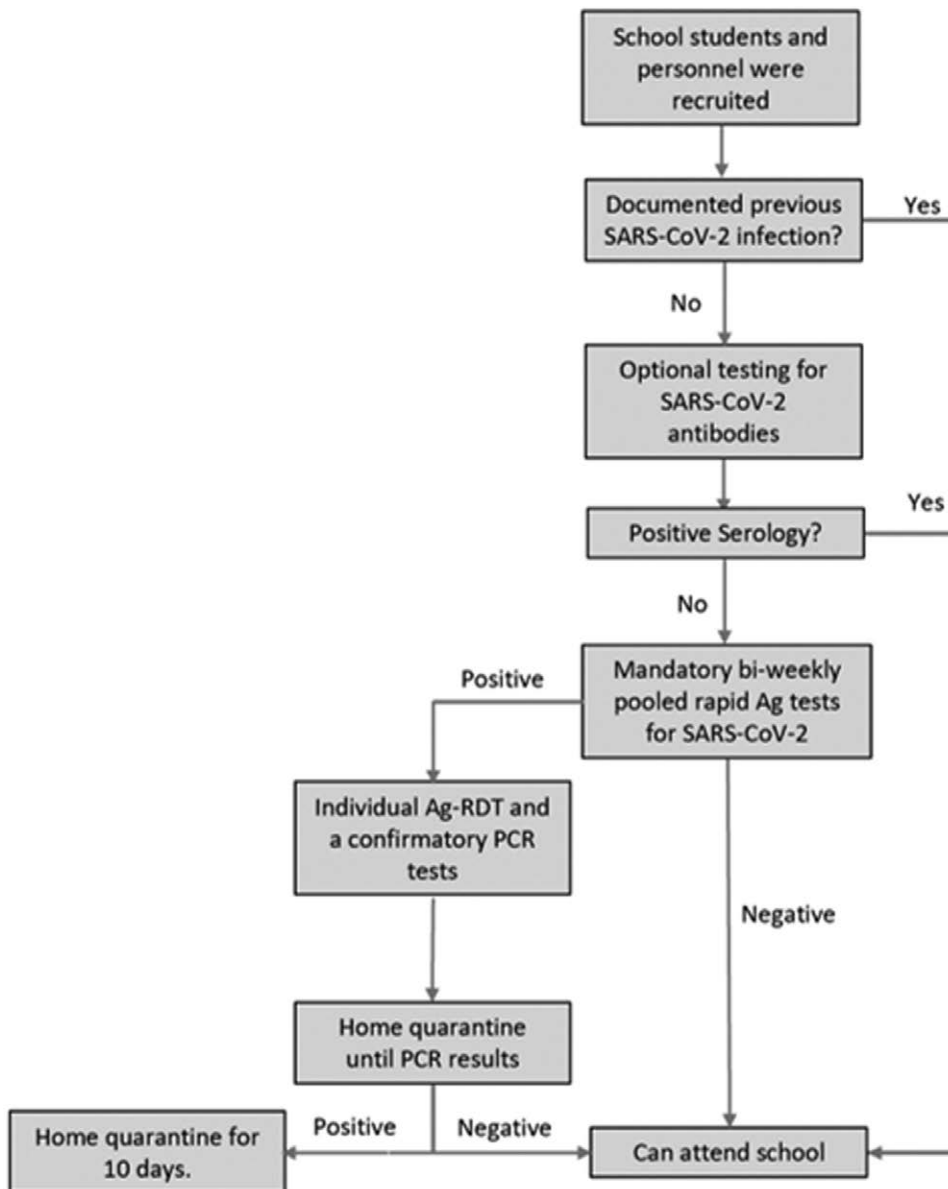 School students and
personnel were
recruited
Documented previous
SARS-CoV-2 infection?
Yes
No
Optional testing for
SARS-CoV-2
antibodies
Yes
Positive Serology?
No
Mandatory bi-weekly
pooled rapid Ag tests
for SARS-CoV-2
Positive
Individual Ag-RDT and
a confirmatory PCR
tests
Negative
Home quarantine
until PCR results
Positive
Negative
Home quarantine for
10 days.
Can attend school